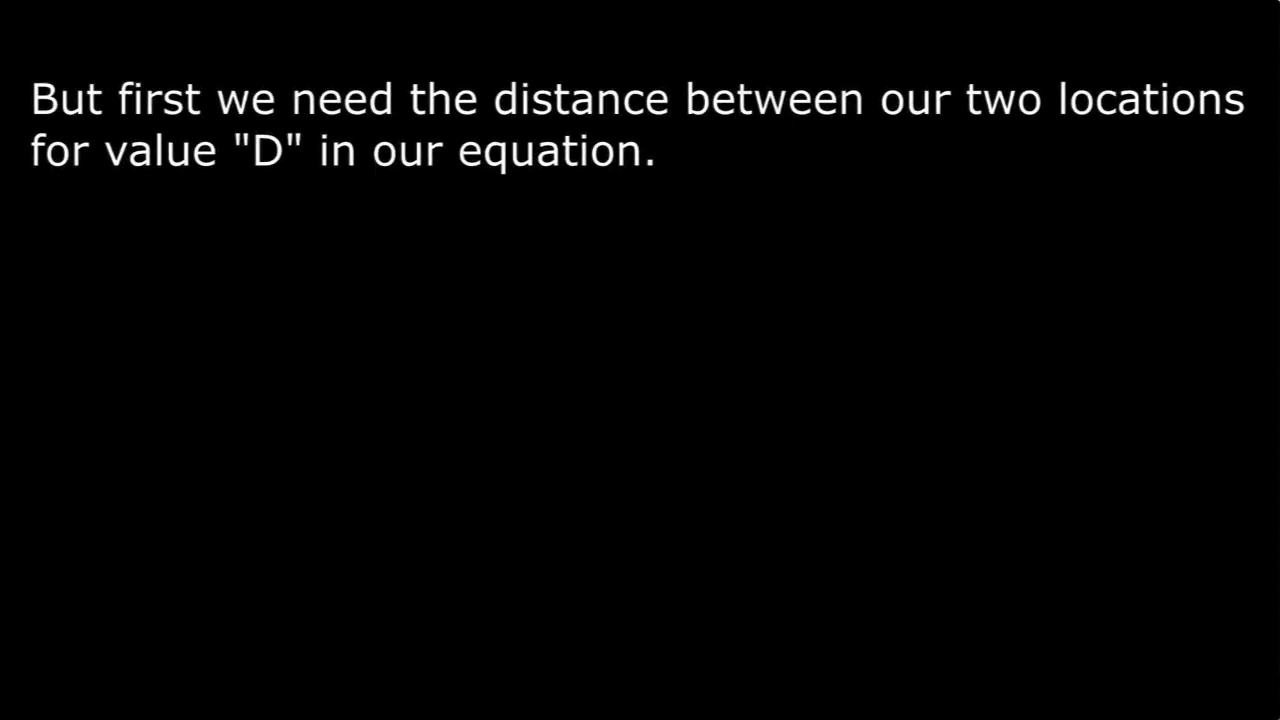 But first we need the distance between our two locations
for value "D" in our equation.